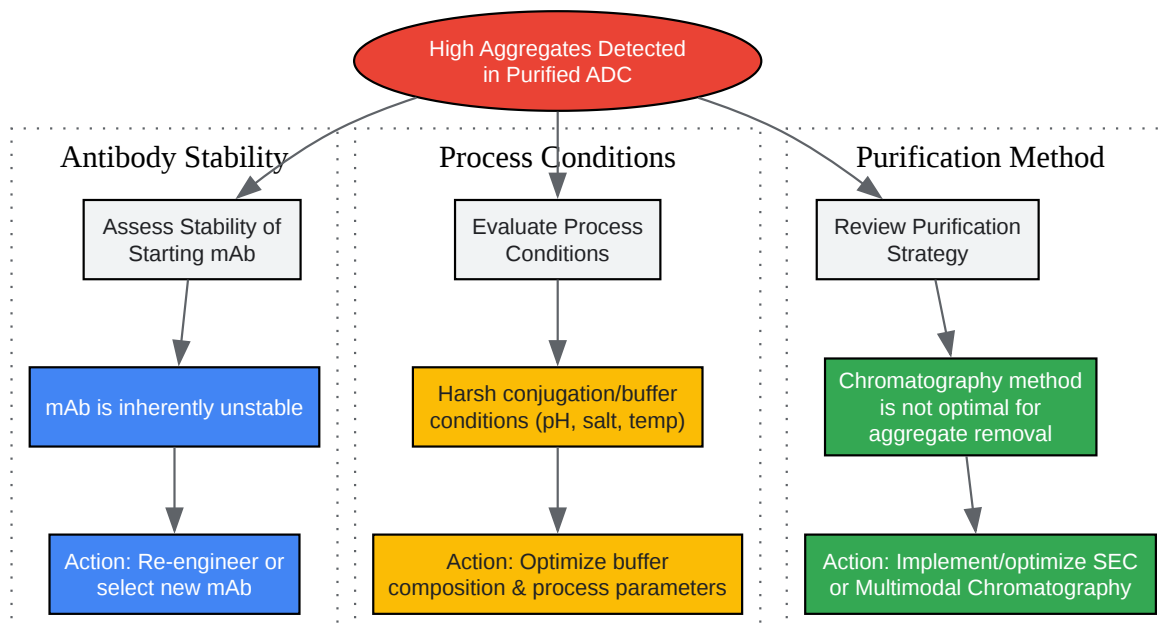 High Aggregates Detected
in Purified ADC
Antibody Stability
Process Conditions
Purification Method
Assess Stability of
Starting mAb
Evaluate Process
Conditions
Review Purification
Strategy
mAb is inherently unstable
Harsh conjugation/buffer
conditions (pH, salt, temp)
Chromatography method
is not optimal for
aggregate removal
Action: Re-engineer or
select new mAb
Action: Optimize buffer
composition & process parameters
Action: Implement/optimize SEC
or Multimodal Chromatography